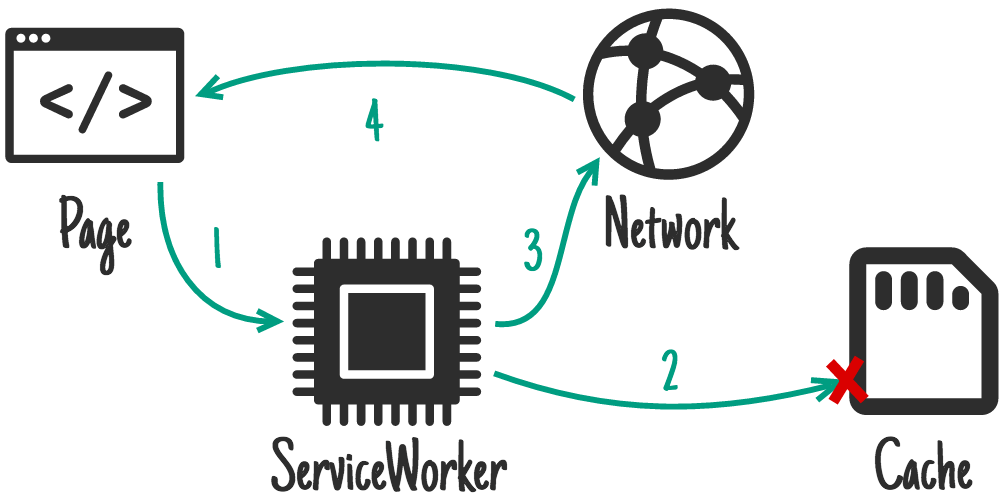 </>
4
Page
Network
1
3
2
ServiceWorker
Cache